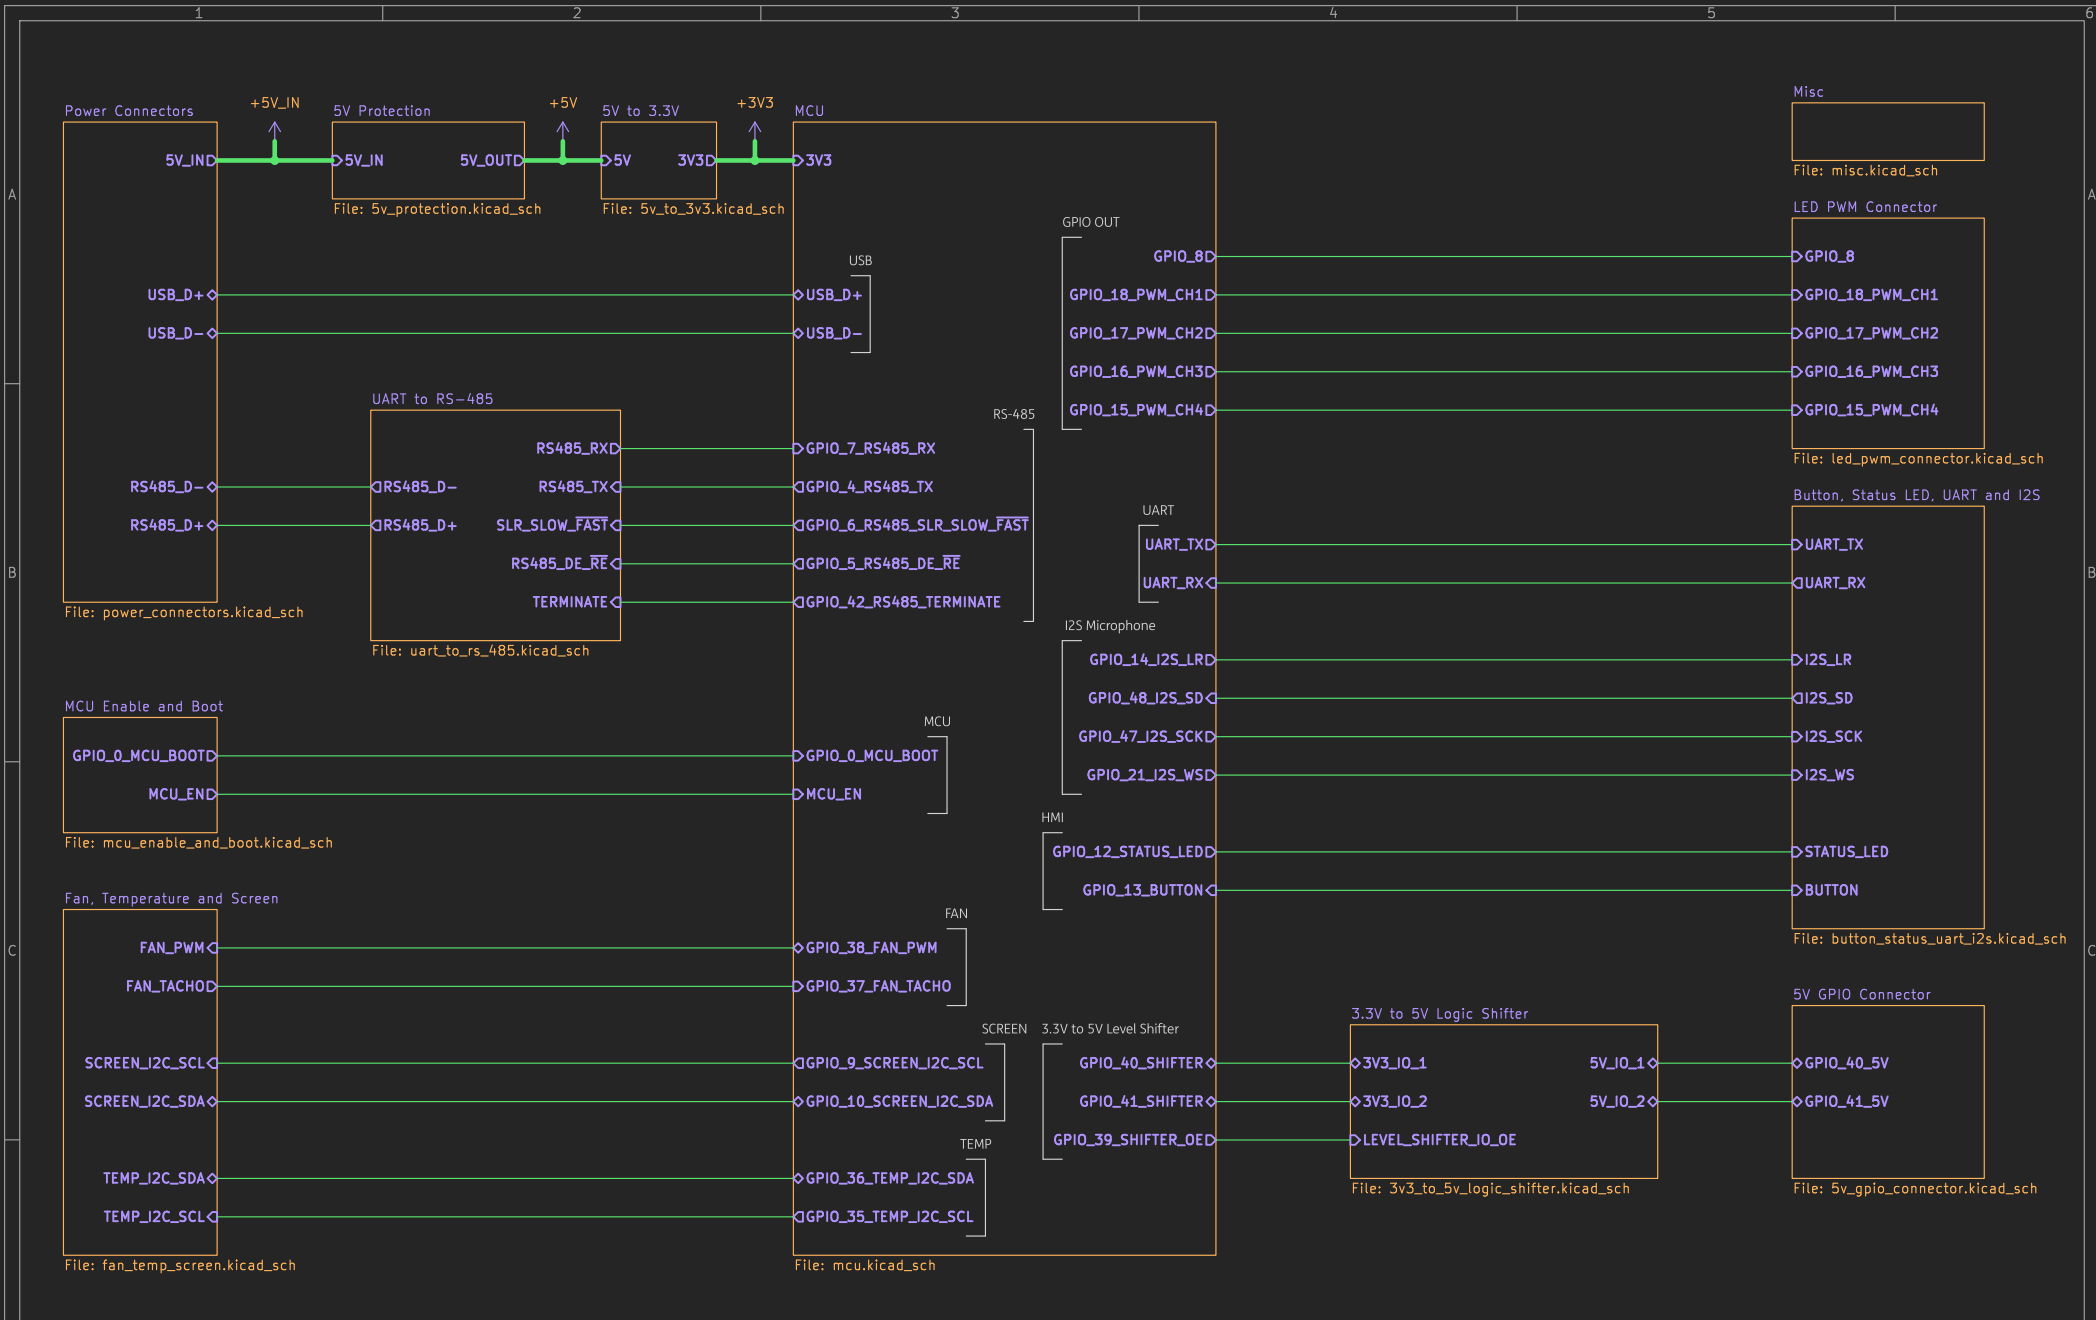 1 2 3 4 5 6
A
B
C
A
B
C
Power Connectors
5V_IN
USB_D+
USB_D-
RS485_D-
RS485_D+
File: power_connectors.kicad_sch
+5V_IN
5V Protection
5V_IN 5V_OUT
File: 5v_protection.kicad_sch
+5V
5V to 3.3V
5V 3V3
File: 5v_to_3v3.kicad_sch
+3V3
UART to RS-485
RS485_RX
RS485_D- RS485_TX
RS485_D+ SLR_SLOW_FAST
RS485_DE_RE
TERMINATE
File: uart_to_rs_485.kicad_sch
MCU Enable and Boot
GPIO_0_MCU_BOOT
MCU_EN
File: mcu_enable_and_boot.kicad_sch
Fan, Temperature and Screen
FAN_PWM
FAN_TACHO
SCREEN_I2C_SCL
SCREEN_I2C_SDA
TEMP_I2C_SDA
TEMP_I2C_SCL
File: fan_temp_screen.kicad_sch
MCU
3V3
USB
USB_D+
USB_D-
RS-485
GPIO_7_RS485_RX
GPIO_4_RS485_TX
GPIO_6_RS485_SLR_SLOW_FAST
GPIO_5_RS485_DE_RE
GPIO_42_RS485_TERMINATE
MCU
GPIO_0_MCU_BOOT
MCU_EN
FAN
GPIO_38_FAN_PWM
GPIO_37_FAN_TACHO
SCREEN
GPIO_9_SCREEN_I2C_SCL
GPIO_10_SCREEN_I2C_SDA
TEMP
GPIO_36_TEMP_I2C_SDA
GPIO_35_TEMP_I2C_SCL
GPIO OUT
GPIO_8
GPIO_18_PWM_CH1
GPIO_17_PWM_CH2
GPIO_16_PWM_CH3
GPIO_15_PWM_CH4
UART
UART_TX
UART_RX
I2S Microphone
GPIO_14_I2S_LR
GPIO_48_I2S_SD
GPIO_47_I2S_SCK
GPIO_21_I2S_WS
HMI
GPIO_12_STATUS_LED
GPIO_13_BUTTON
3.3V to 5V Level Shifter
GPIO_40_SHIFTER
GPIO_41_SHIFTER
GPIO_39_SHIFTER_OE
File: mcu.kicad_sch
3.3V to 5V Logic Shifter
3V3_IO_1 5V_IO_1
3V3_IO_2 5V_IO_2
LEVEL_SHIFTER_IO_OE
File: 3v3_to_5v_logic_shifter.kicad_sch
Misc
File: misc.kicad_sch
LED PWM Connector
GPIO_8
GPIO_18_PWM_CH1
GPIO_17_PWM_CH2
GPIO_16_PWM_CH3
GPIO_15_PWM_CH4
File: led_pwm_connector.kicad_sch
Button, Status LED, UART and I2S
UART_TX
UART_RX
I2S_LR
I2S_SD
I2S_SCK
I2S_WS
STATUS_LED
BUTTON
File: button_status_uart_i2s.kicad_sch
5V GPIO Connector
GPIO_40_5V
GPIO_41_5V
File: 5v_gpio_connector.kicad_sch